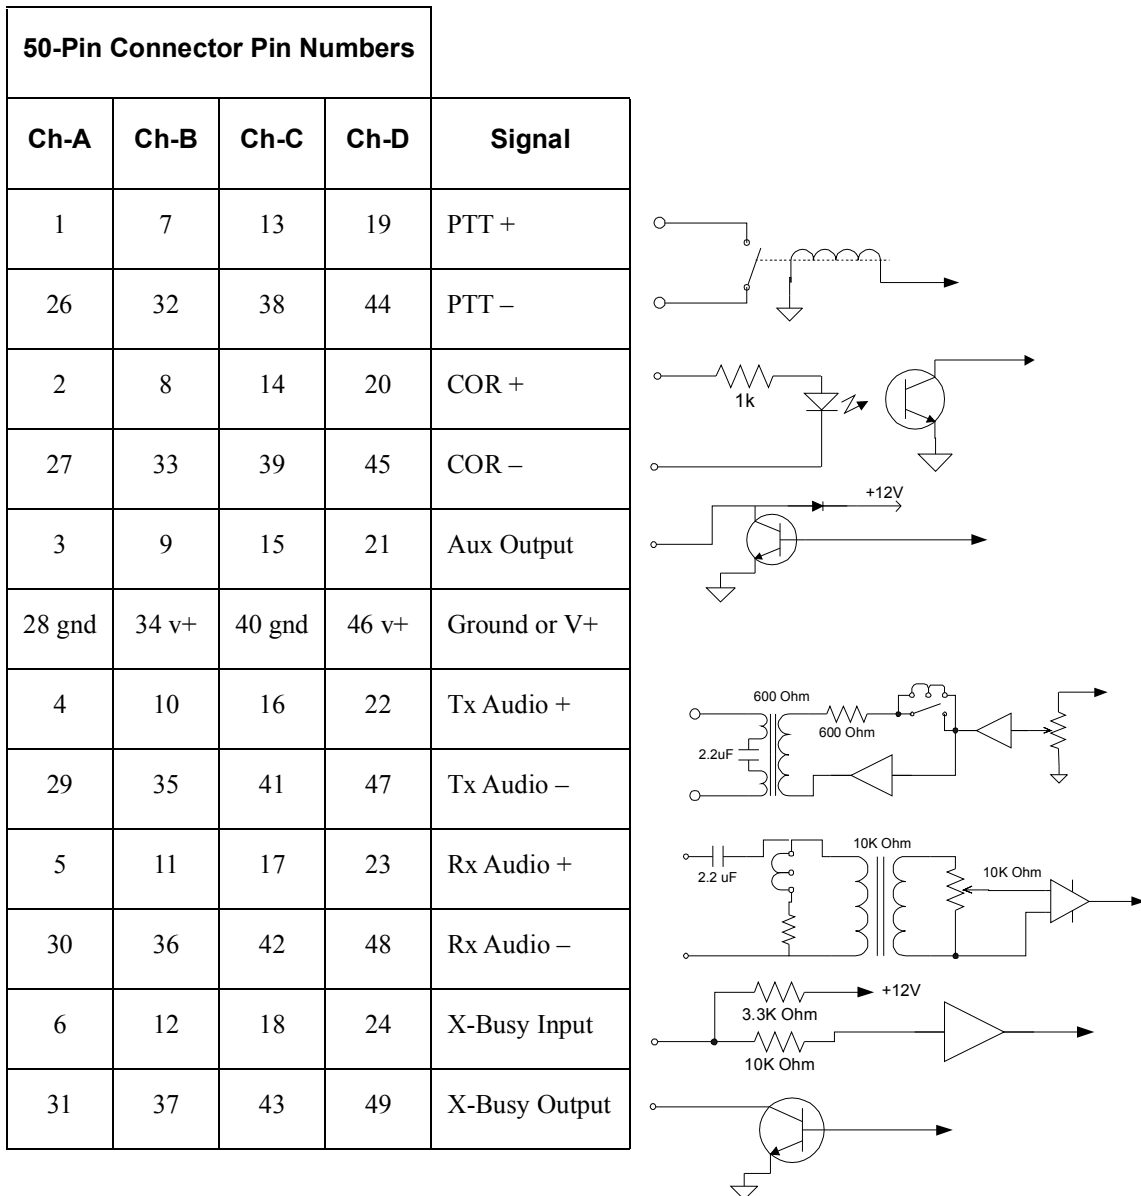 50-Pin Connector Pin Numbers
Ch-A Ch-B Ch-C Ch-D Signal
1 7 13 19 PTT +
26 32 38 44 PTT –
2 8 14 20 COR +
1k
27 33 39 45 COR –
+12V
3 9 15 21 Aux Output
28 gnd 34 v+ 40 gnd 46 v+ Ground or V+
4 10 16 22 Tx Audio +
600 Ohm
600 Ohm
2.2uF
29 35 41 47 Tx Audio –
5 11 17 23 Rx Audio +
10K Ohm
2.2 uF
10K Ohm
30 36 42 48 Rx Audio –
+12V
3.3K Ohm
6 12 18 24 X-Busy Input
10K Ohm
31 37 43 49 X-Busy Output